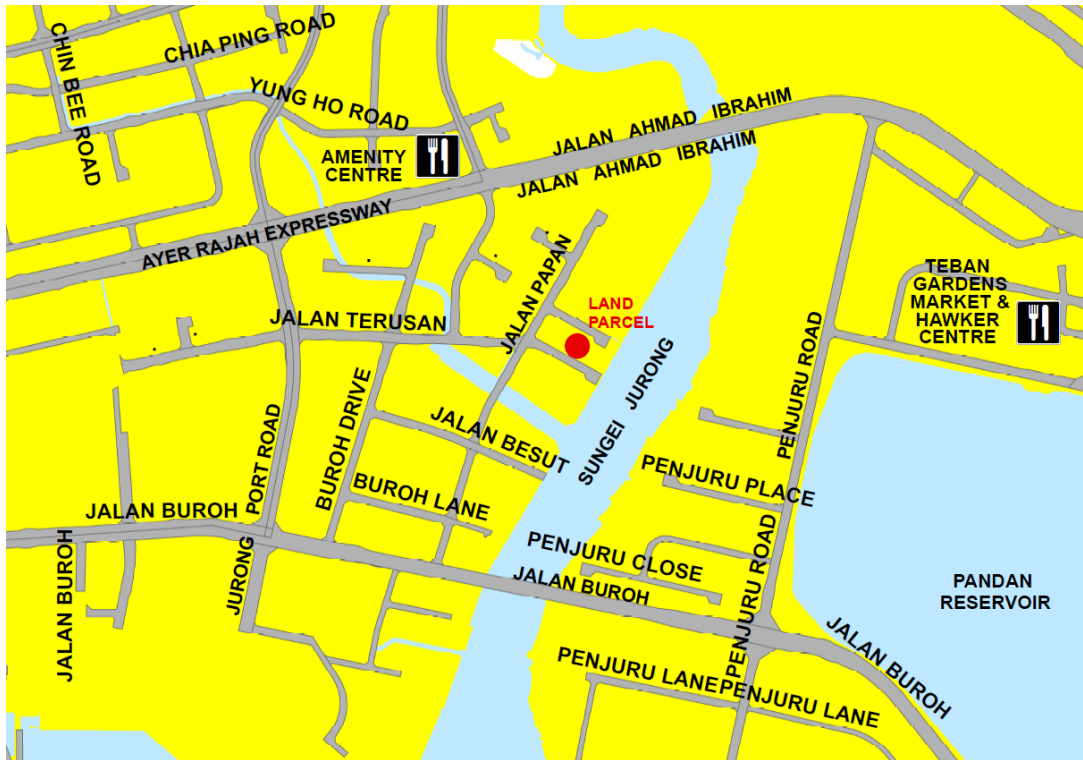 CHIN BEE ROAD
CHIA PING ROAD
YUNG HO ROAD
JALAN AHMAD IBRAHIM
JALAN AHMAD IBRAHIM
AMENITY
CENTRE
AYER RAJAH EXPRESSWAY
JALAN PAPAN
TEBAN
GARDENS
MARKET &
HAWKER
CENTRE
LAND
PARCEL
JALAN TERUSAN
PENJURU ROAD
SUNGEI JURONG
BUROH DRIVE
JALAN BESUT
PORT ROAD
BUROH LANE
PENJURU PLACE
JALAN BUROH
PENJURU ROAD
PENJURU CLOSE
JALAN BUROH
JURONG
JALAN BUROH
PANDAN
RESERVOIR
JALAN BUROH
PENJURU LANE
PENJURU LANE